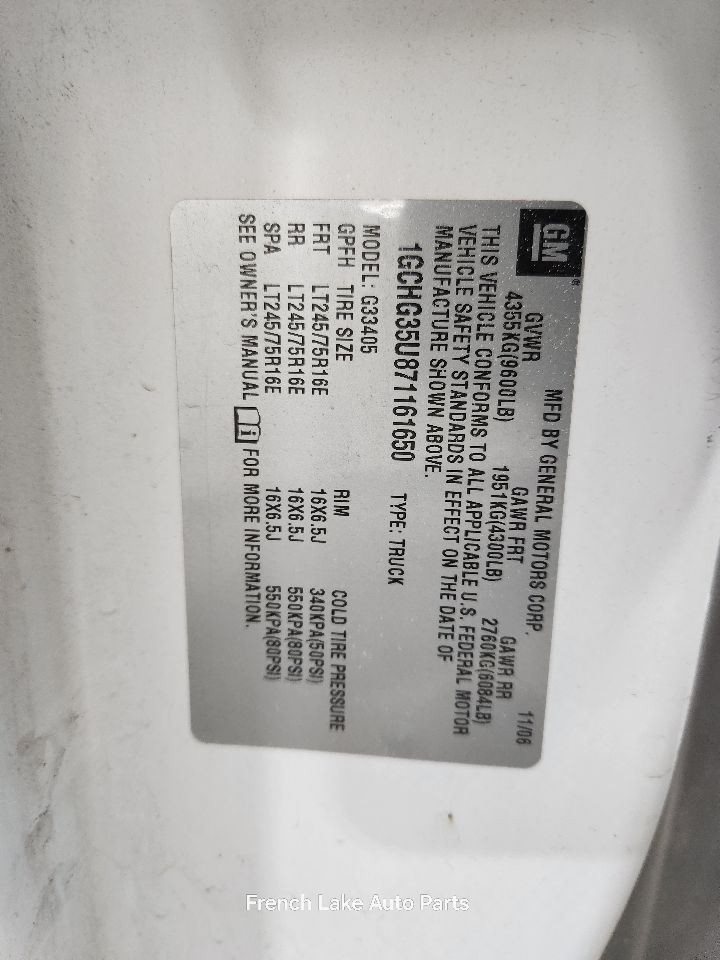 GM
MFD BY GENERAL MOTORS CORP. 11/06
GVWR GAWR FRT GAWR RR
4355KG(9600LB) 1951KG(4300LB) 2760KG(6084LB)
THIS VEHICLE CONFORMS TO ALL APPLICABLE U.S. FEDERAL MOTOR
VEHICLE SAFETY STANDARDS IN EFFECT ON THE DATE OF
MANUFACTURE SHOWN ABOVE.
1GCHG35U871161650 TYPE: TRUCK
MODEL: G33405
GPFH TIRE SIZE RIM COLD TIRE PRESSURE
FRT LT245/75R16E 16X6.5J 340KPA(50PSI)
RR LT245/75R16E 16X6.5J 550KPA(80PSI)
SPA LT245/75R16E 16X6.5J 550KPA(80PSI)
SEE OWNER'S MANUAL FOR MORE INFORMATION.
French Lake Auto Parts